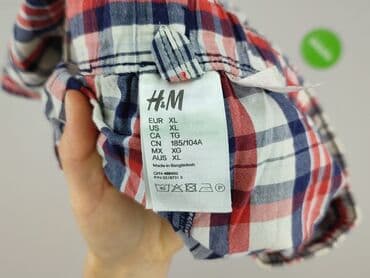 H&M
EUR XL
US XL
CA TG
CN 185/104A
MX XG
AUS XL
Made in Bangladesh